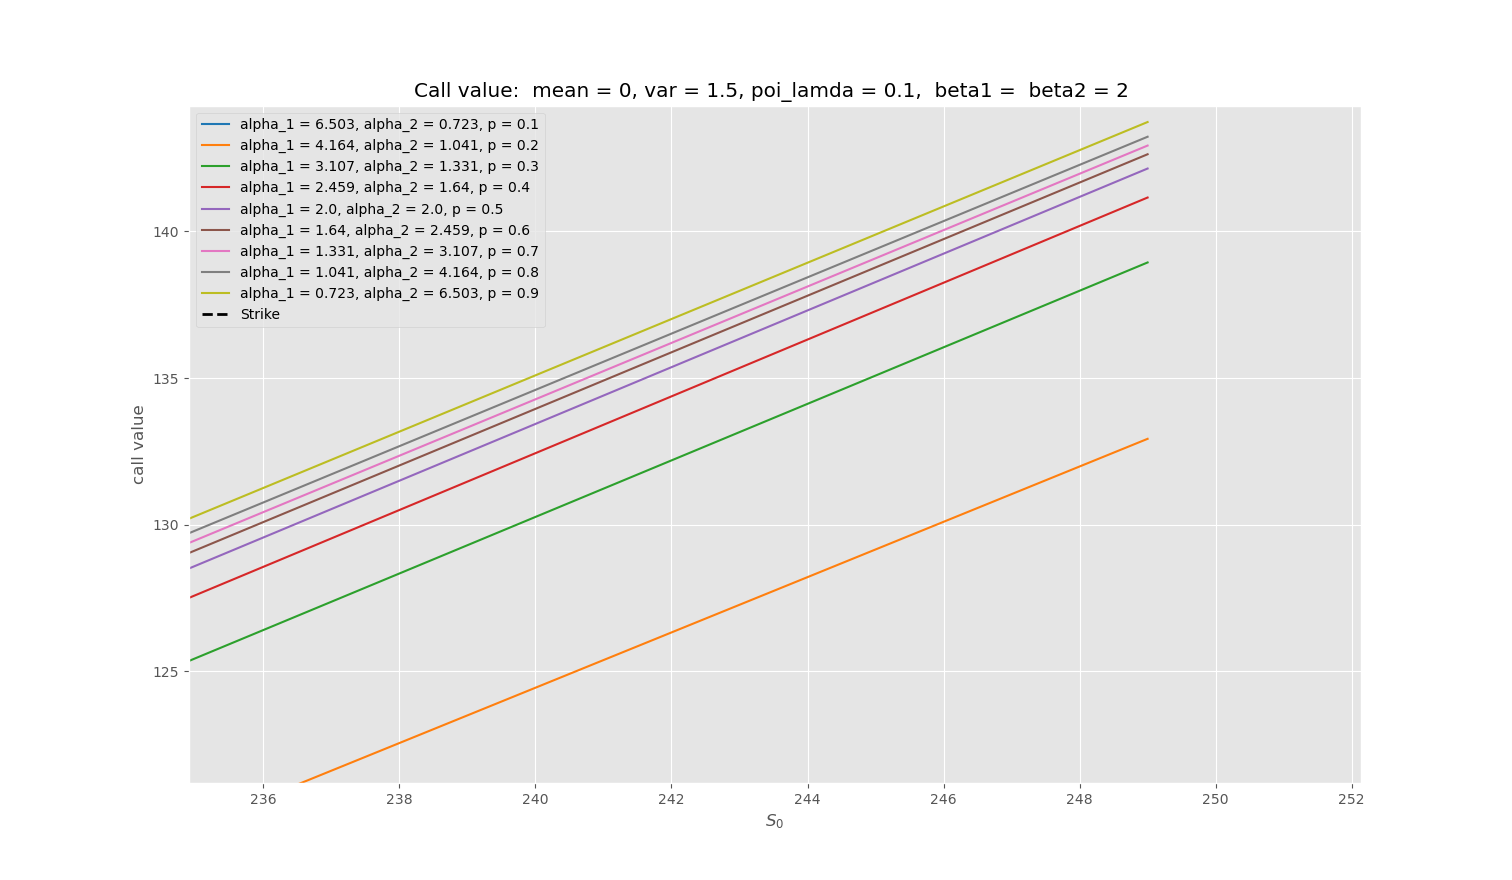 Call value:  mean = 0, var = 1.5, poi_lamda = 0.1,  beta1 =  beta2 = 2
alpha_1 = 6.503, alpha_2 = 0.723, p = 0.1
alpha_1 = 4.164, alpha_2 = 1.041, p = 0.2
alpha_1 = 3.107, alpha_2 = 1.331, p = 0.3
alpha_1 = 2.459, alpha_2 = 1.64, p = 0.4
alpha_1 = 2.0, alpha_2 = 2.0, p = 0.5
alpha_1 = 1.64, alpha_2 = 2.459, p = 0.6
alpha_1 = 1.331, alpha_2 = 3.107, p = 0.7
alpha_1 = 1.041, alpha_2 = 4.164, p = 0.8
alpha_1 = 0.723, alpha_2 = 6.503, p = 0.9
Strike
140
135
130
125
call value
236 238 240 242 244 246 248 250 252
S_0